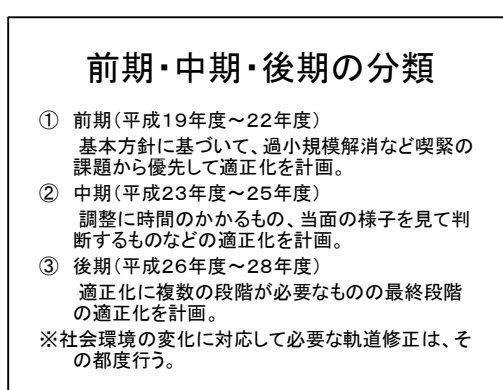 前期・中期・後期の分類
① 前期（平成１９年度～２２年度）
基本方針に基づいて、過小規模解消など喫緊の
課題から優先して適正化を計画。
② 中期（平成２３年度～２５年度）
調整に時間のかかるもの、当面の様子を見て判
断するものなどの適正化を計画。
③ 後期（平成２６年度～２８年度）
適正化に複数の段階が必要なものの最終段階
の適正化を計画。
※社会環境の変化に対応して必要な軌道修正は、そ
の都度行う。